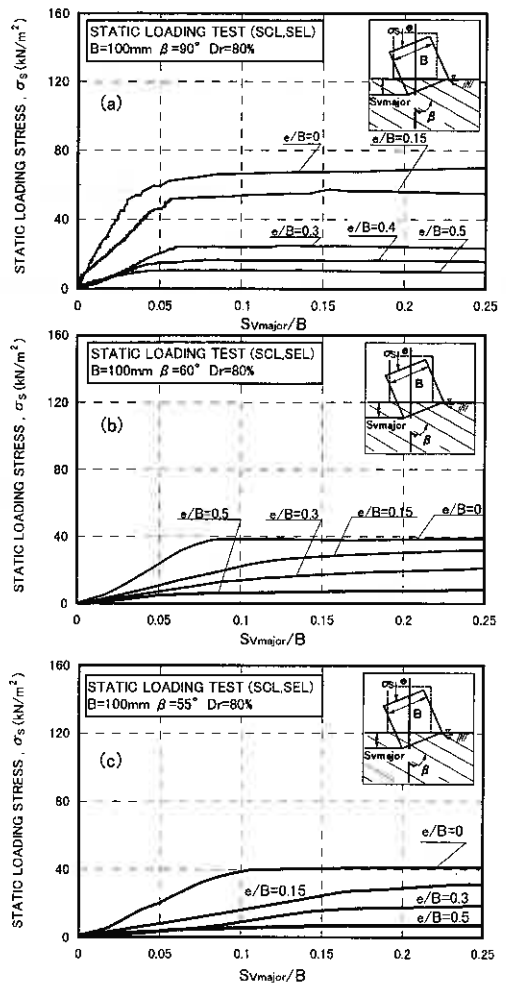 STATIC LOADING TEST (SCL,SEL)
B=100mm β=90° Dr=80%
(a)
σs e
B
Svmajor
β
e/B=0
e/B=0.15
e/B=0.3
e/B=0.4
e/B=0.5
STATIC LOADING STRESS , σs (kN/m²)
160
120
80
40
0
0 0.05 0.1 0.15 0.2 0.25
Svmajor/B
STATIC LOADING TEST (SCL,SEL)
B=100mm β=60° Dr=80%
(b)
σs e
B
Svmajor
β
e/B=0.5
e/B=0.3
e/B=0.15
e/B=0
STATIC LOADING STRESS , σs (kN/m²)
160
120
80
40
0
0 0.05 0.1 0.15 0.2 0.25
Svmajor/B
STATIC LOADING TEST (SCL,SEL)
B=100mm β=55° Dr=80%
(c)
σs e
B
Svmajor
β
e/B=0
e/B=0.15
e/B=0.3
e/B=0.5
STATIC LOADING STRESS , σs (kN/m²)
160
120
80
40
0
0 0.05 0.1 0.15 0.2 0.25
Svmajor/B